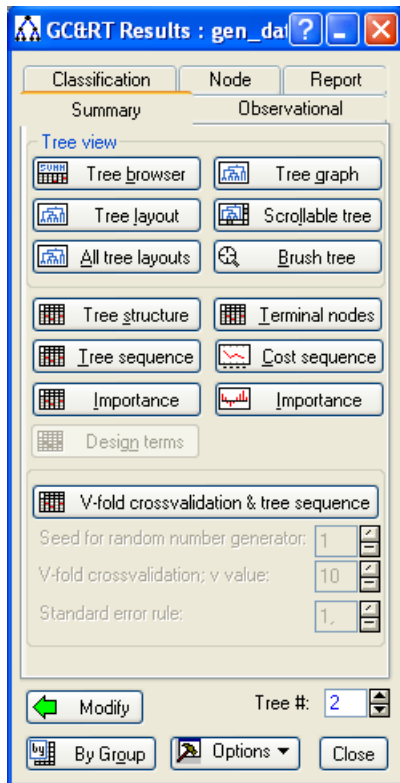 GC&RT Results : gen_dat
Classification Node Report
Summary Observational
Tree view
Tree browser Tree graph
Tree layout Scrollable tree
All tree layouts Brush tree
Tree structure Terminal nodes
Tree sequence Cost sequence
Importance Importance
Design terms
V-fold crossvalidation & tree sequence
Seed for random number generator: 1
V-fold crossvalidation; v value: 10
Standard error rule: 1,
Modify Tree #: 2
By Group Options Close